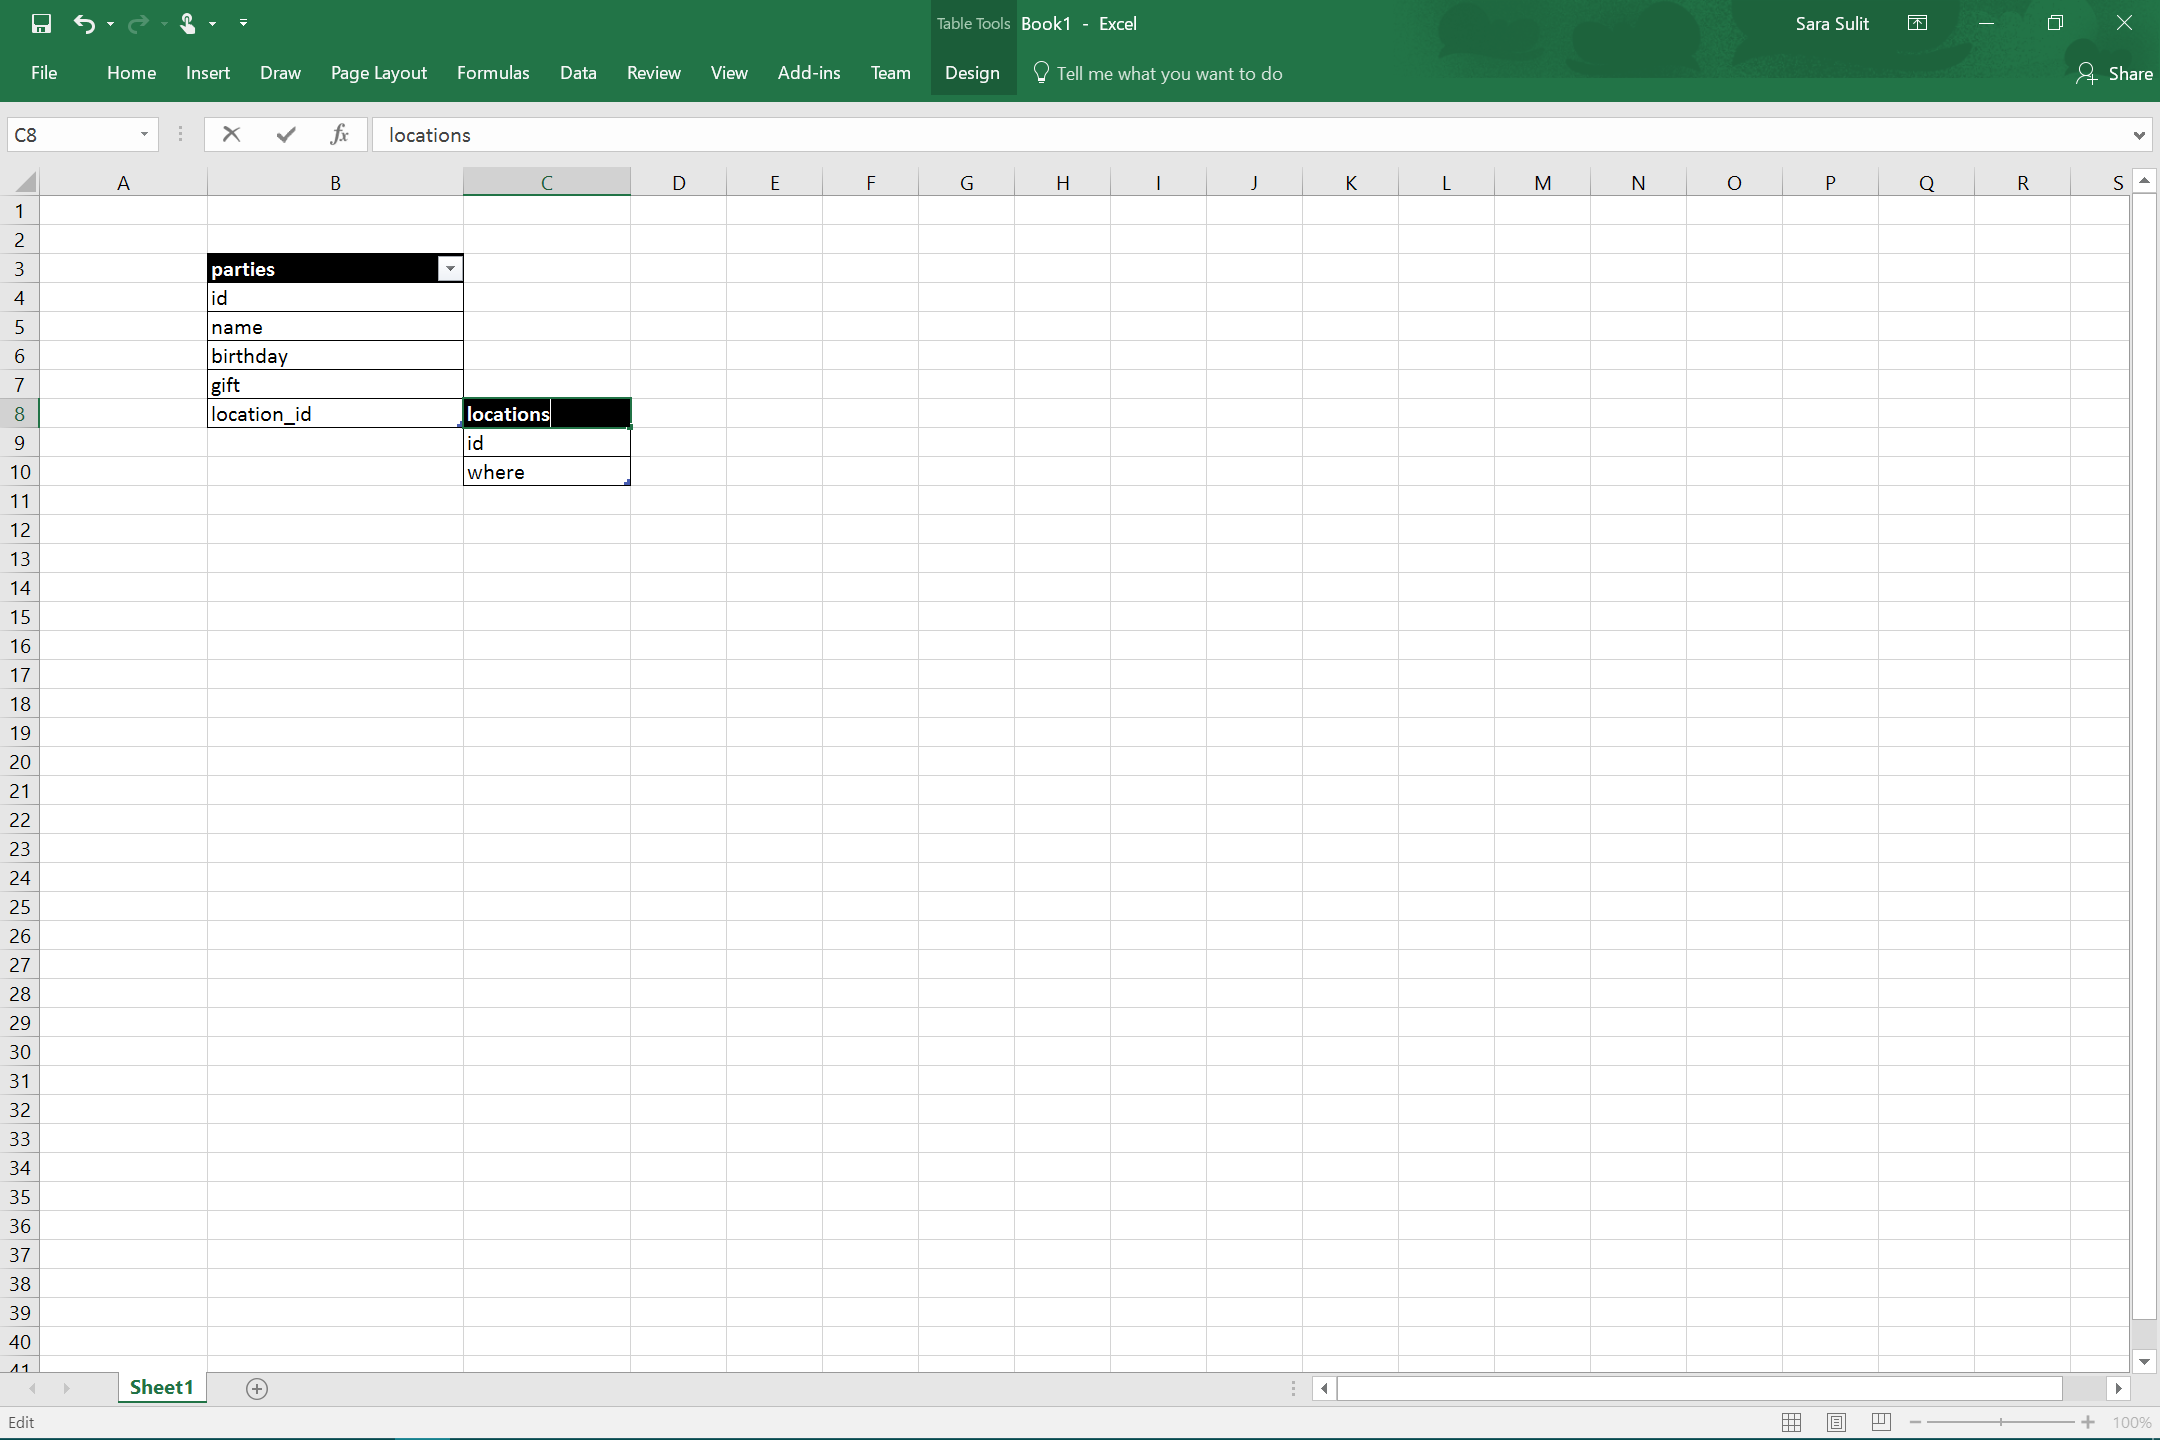 Table Tools Book1 - Excel Sara Sulit
File Home Insert Draw Page Layout Formulas Data Review View Add-ins Team Design Tell me what you want to do Share
C8 fx locations
A B C D E F G H I J K L M N O P Q R S
1
2
3 parties
4 id
5 name
6 birthday
7 gift
8 location_id locations
9 id
10 where
11
12
13
14
15
16
17
18
19
20
21
22
23
24
25
26
27
28
29
30
31
32
33
34
35
36
37
38
39
40
41
Sheet1
Edit 100%